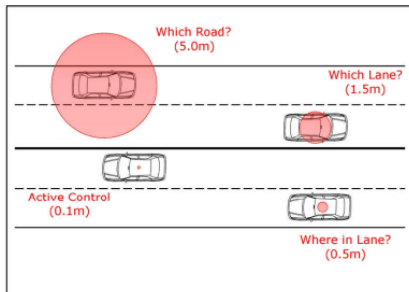 Which Road?
(5.0m)
Which Lane?
(1.5m)
Active Control
(0.1m)
Where in Lane?
(0.5m)